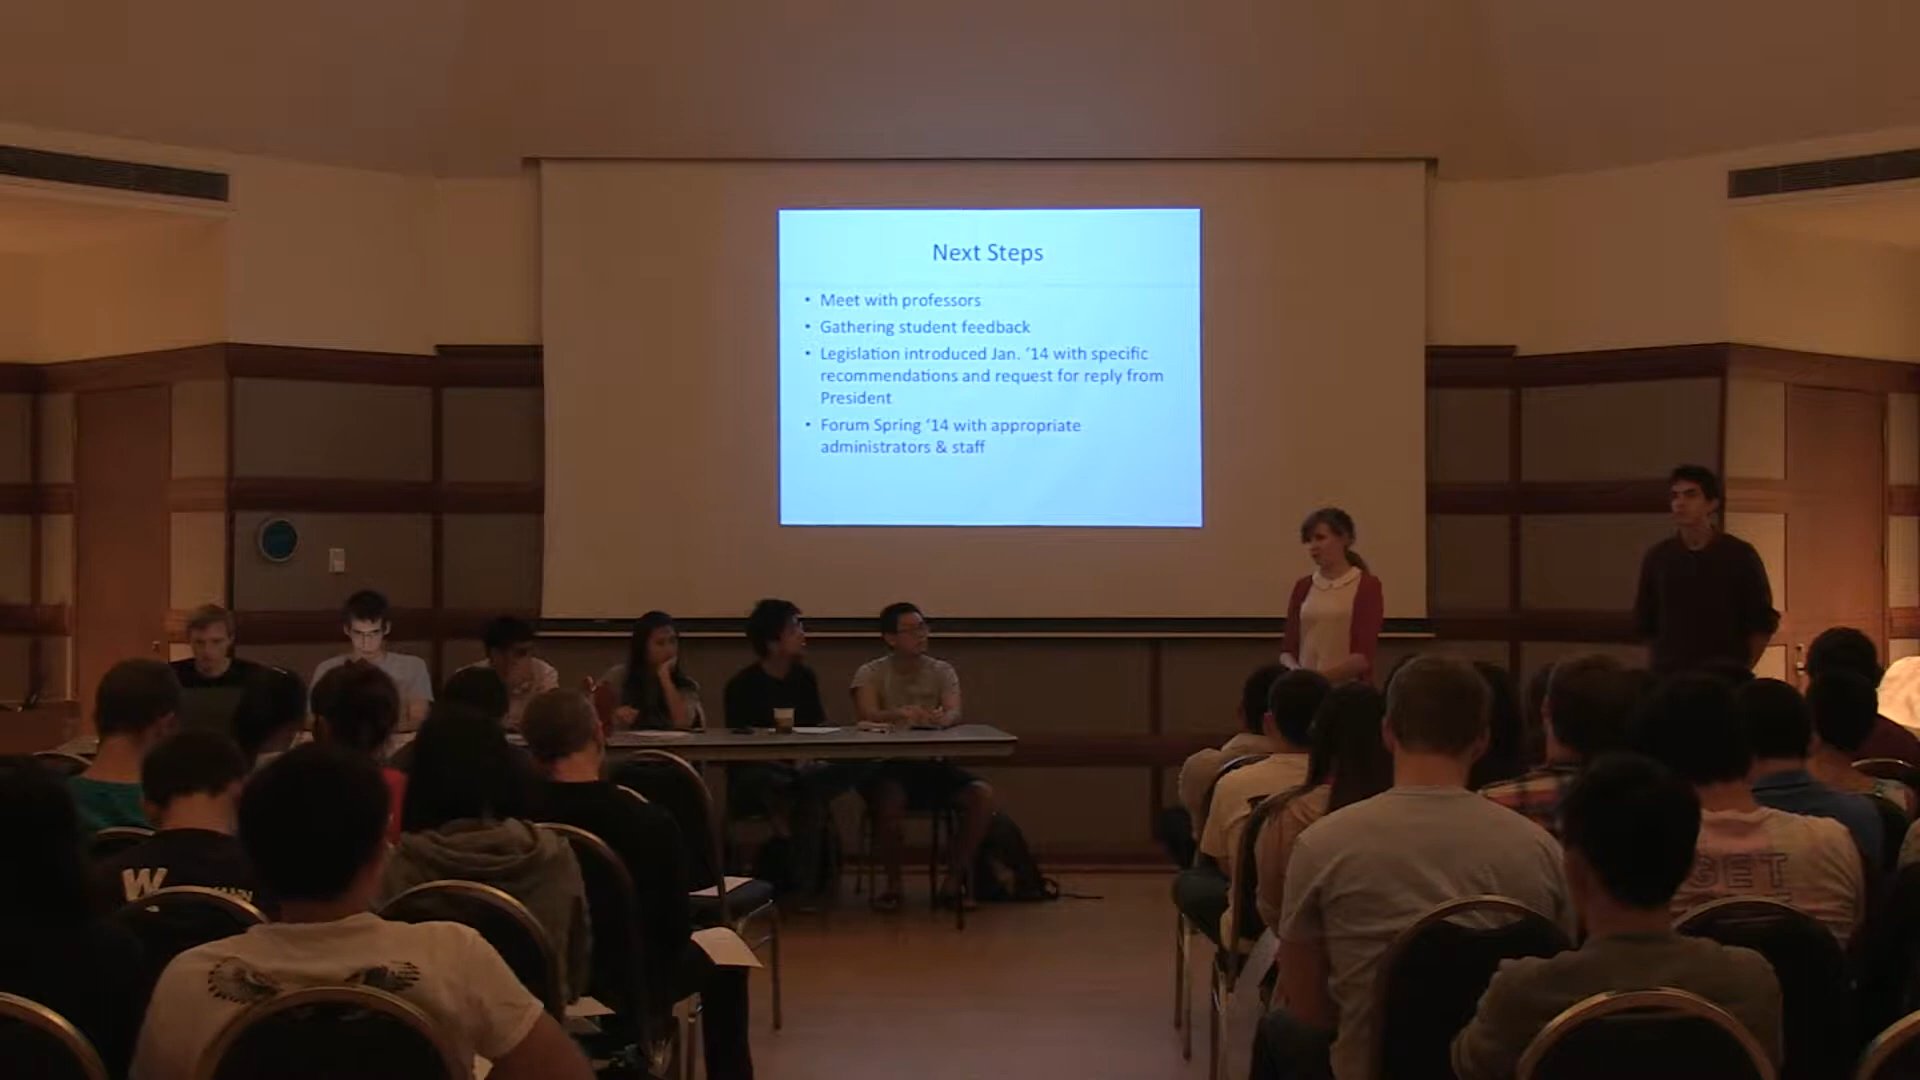 Next Steps
• Meet with professors
• Gathering student feedback
• Legislation introduced Jan. ‘14 with specific
recommendations and request for reply from
President
• Forum Spring ‘14 with appropriate
administrators & staff
W
GET